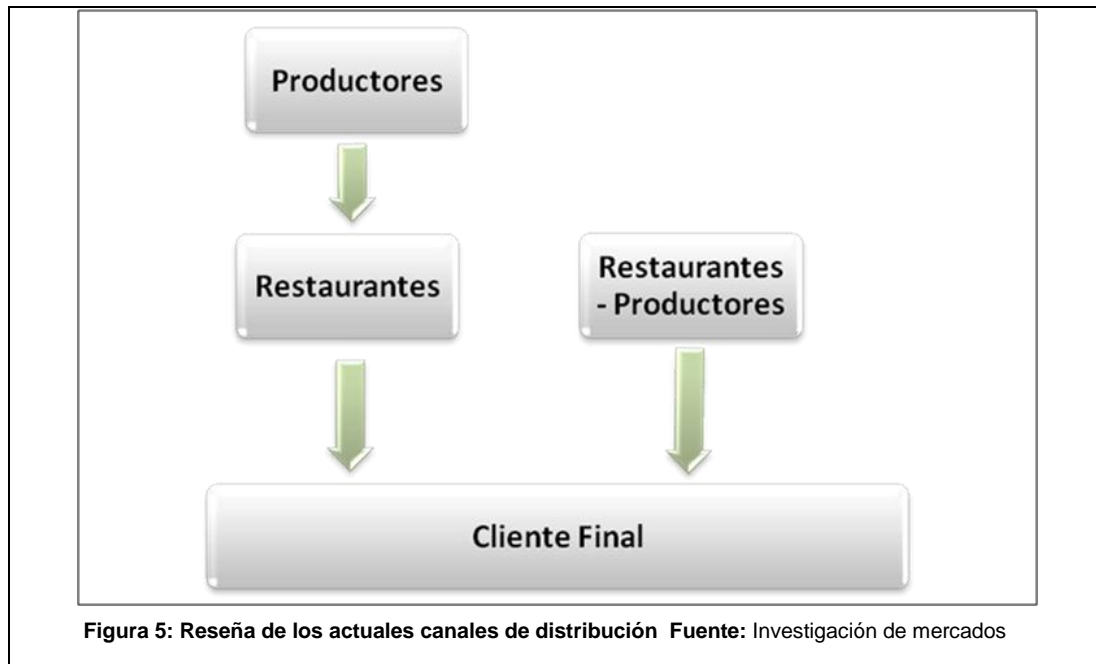 Productores
Restaurantes
Restaurantes
- Productores
Cliente Final
Figura 5: Reseña de los actuales canales de distribución Fuente: Investigación de mercados